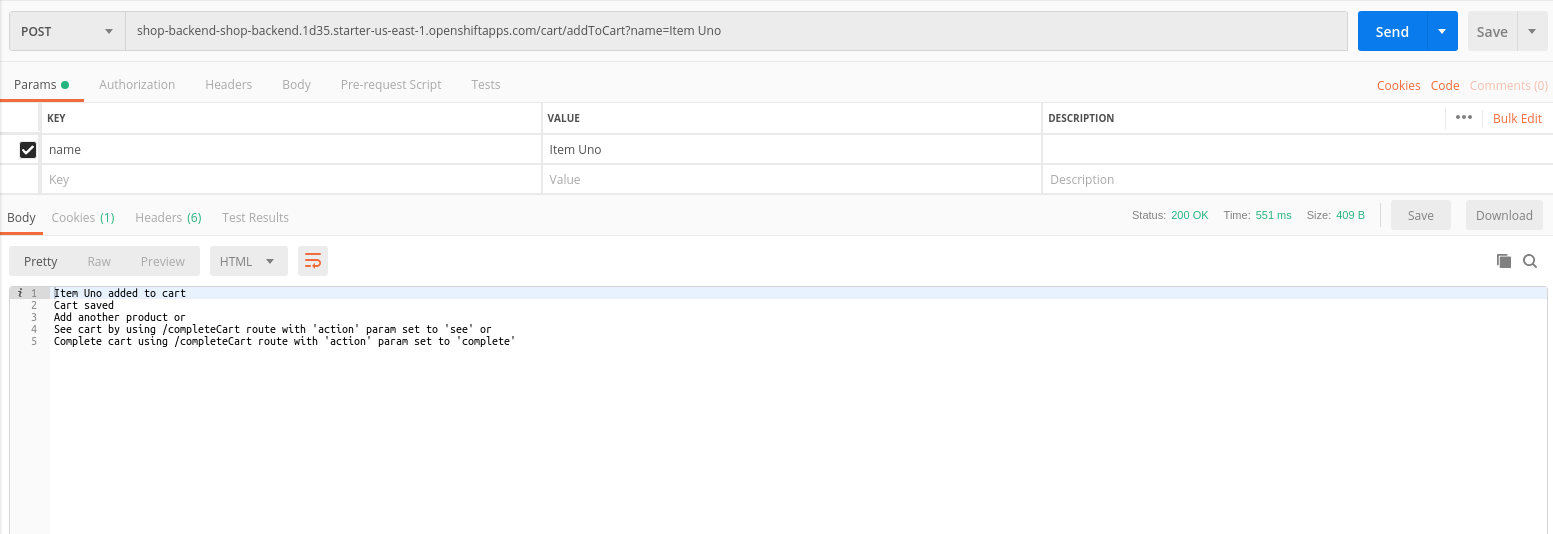 POST shop-backend-shop-backend.1d35.starter-us-east-1.openshiftapps.com/cart/addToCart?name=Item Uno Send Save
Params Authorization Headers Body Pre-request Script Tests Cookies Code Comments (0)
KEY VALUE DESCRIPTION ••• Bulk Edit
name Item Uno
Key Value Description
Body Cookies (1) Headers (6) Test Results Status: 200 OK Time: 551 ms Size: 409 B Save Download
Pretty Raw Preview HTML
i 1 Item Uno added to cart
2 Cart saved
3 Add another product or
4 See cart by using /completeCart route with 'action' param set to 'see' or
5 Complete cart using /completeCart route with 'action' param set to 'complete'